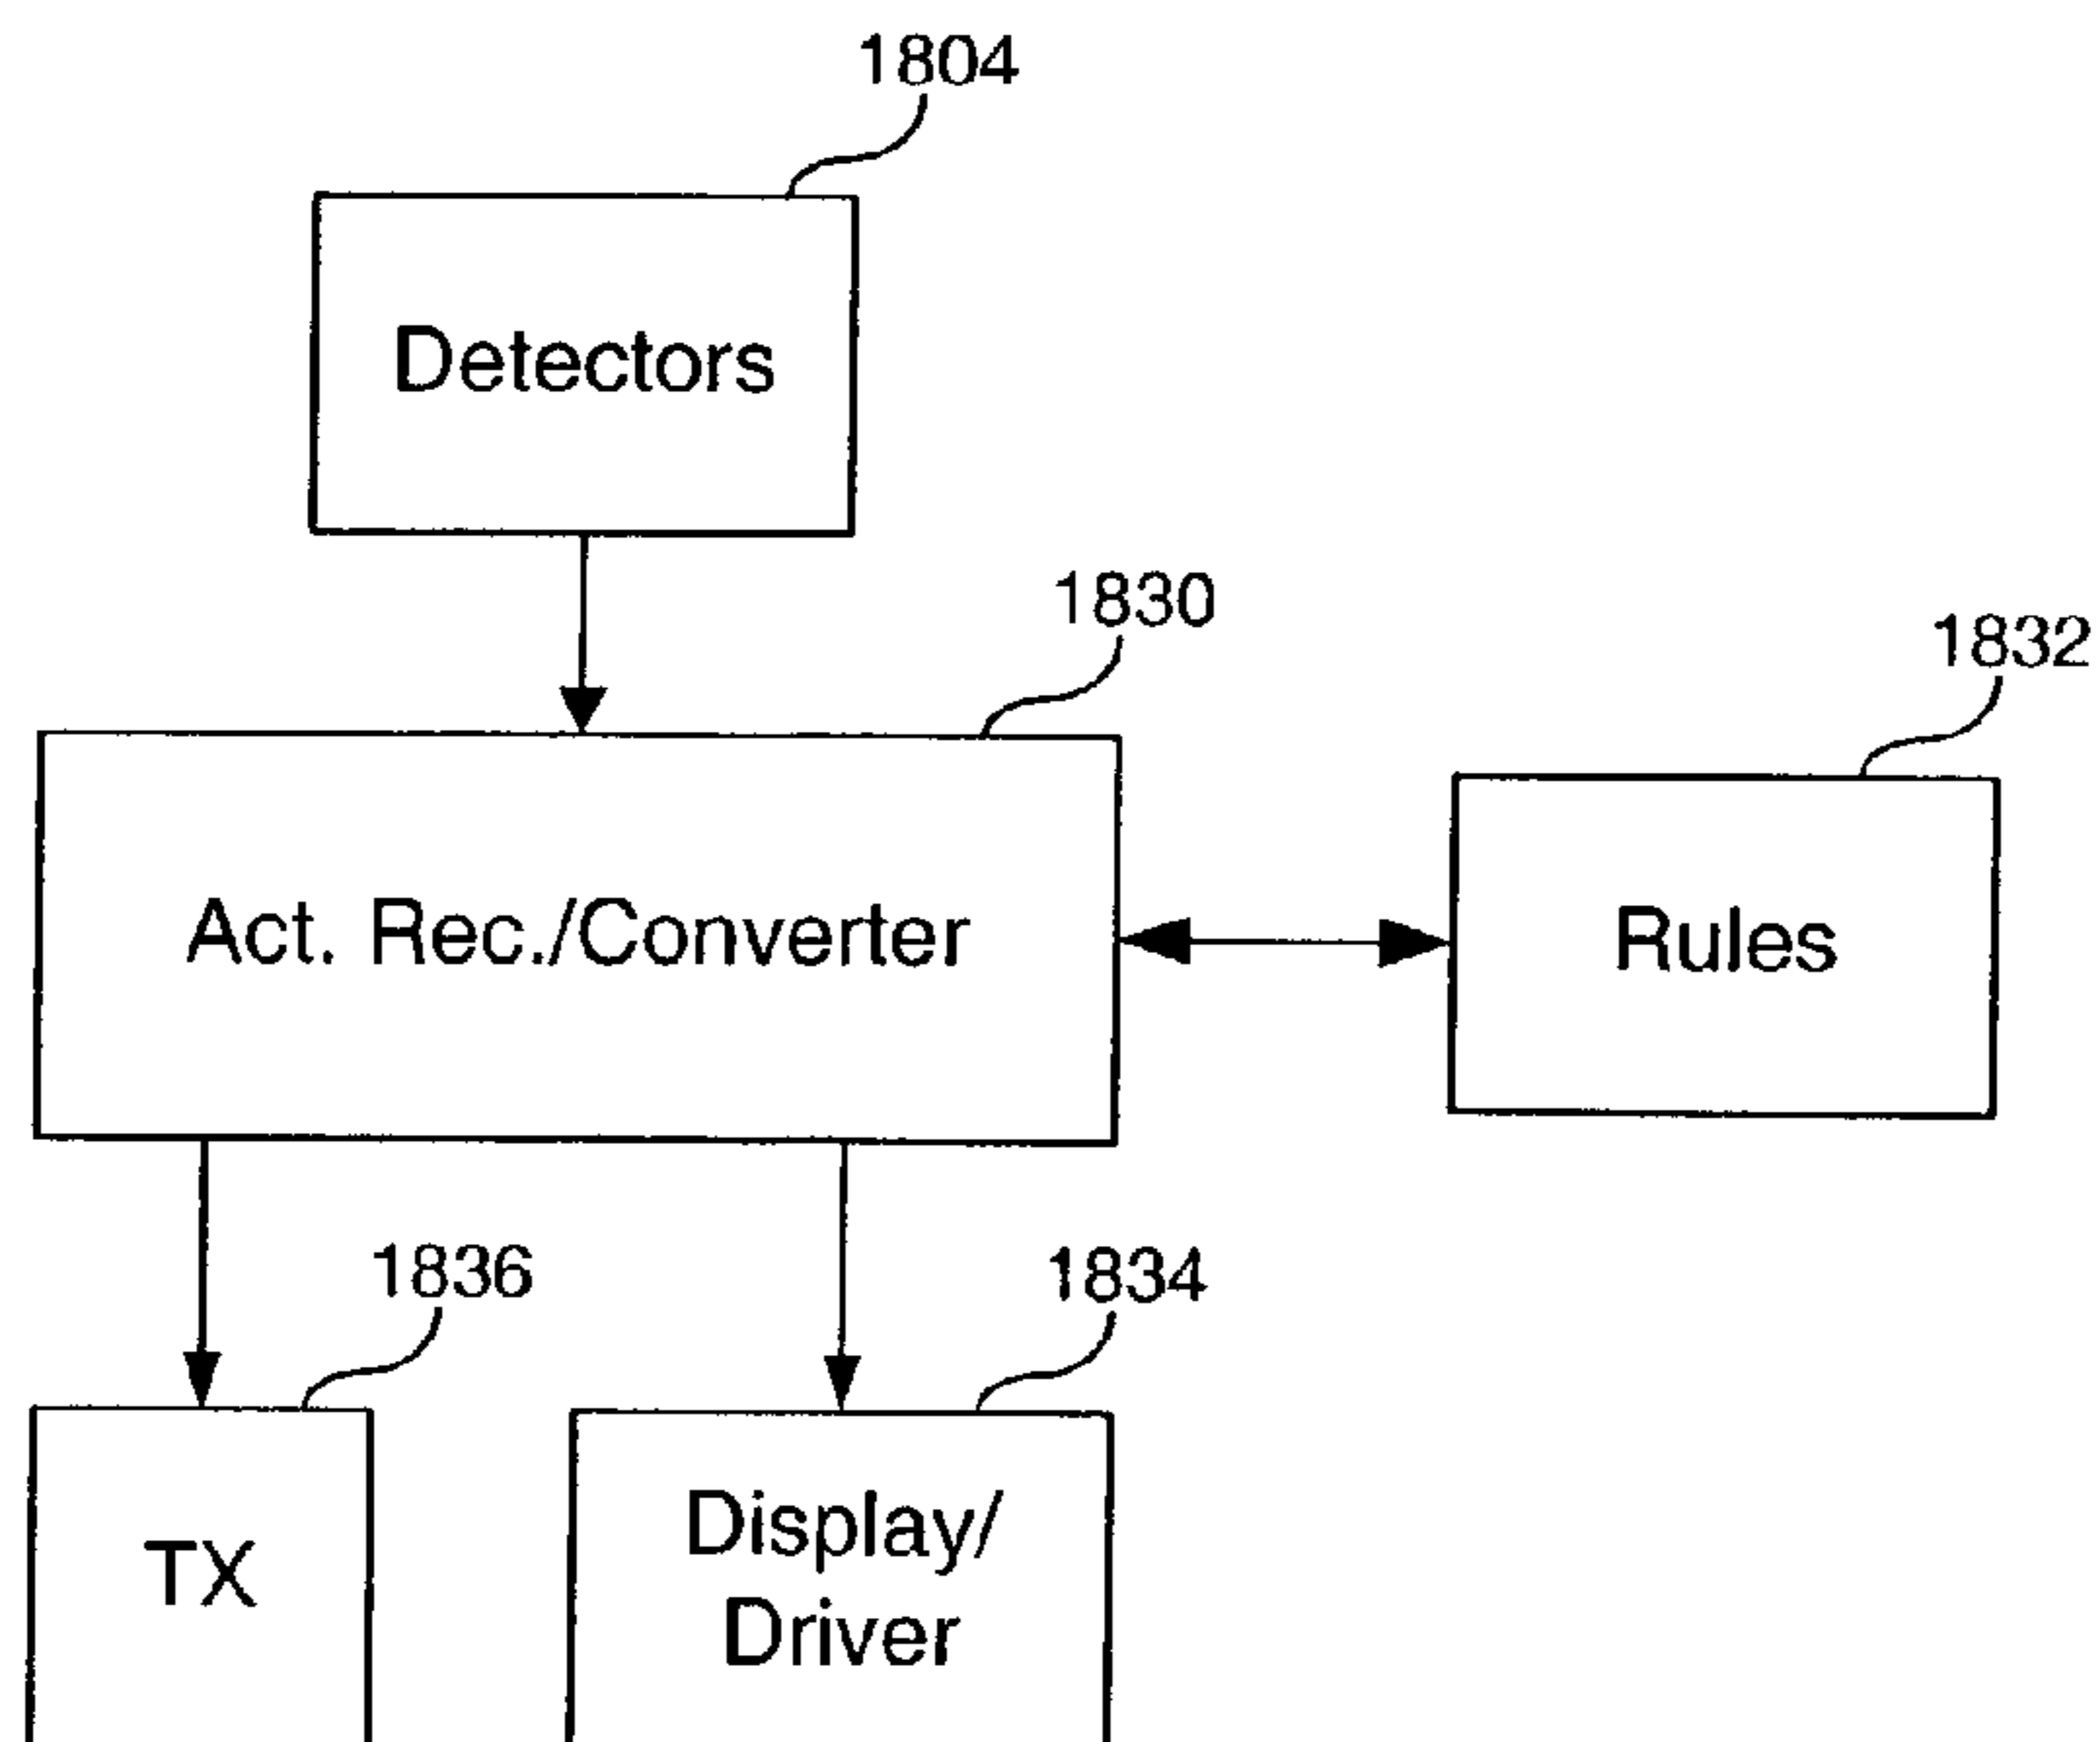 1804
Detectors
1830
1832
Act. Rec./Converter
Rules
1836
1834
TX
Display/
Driver